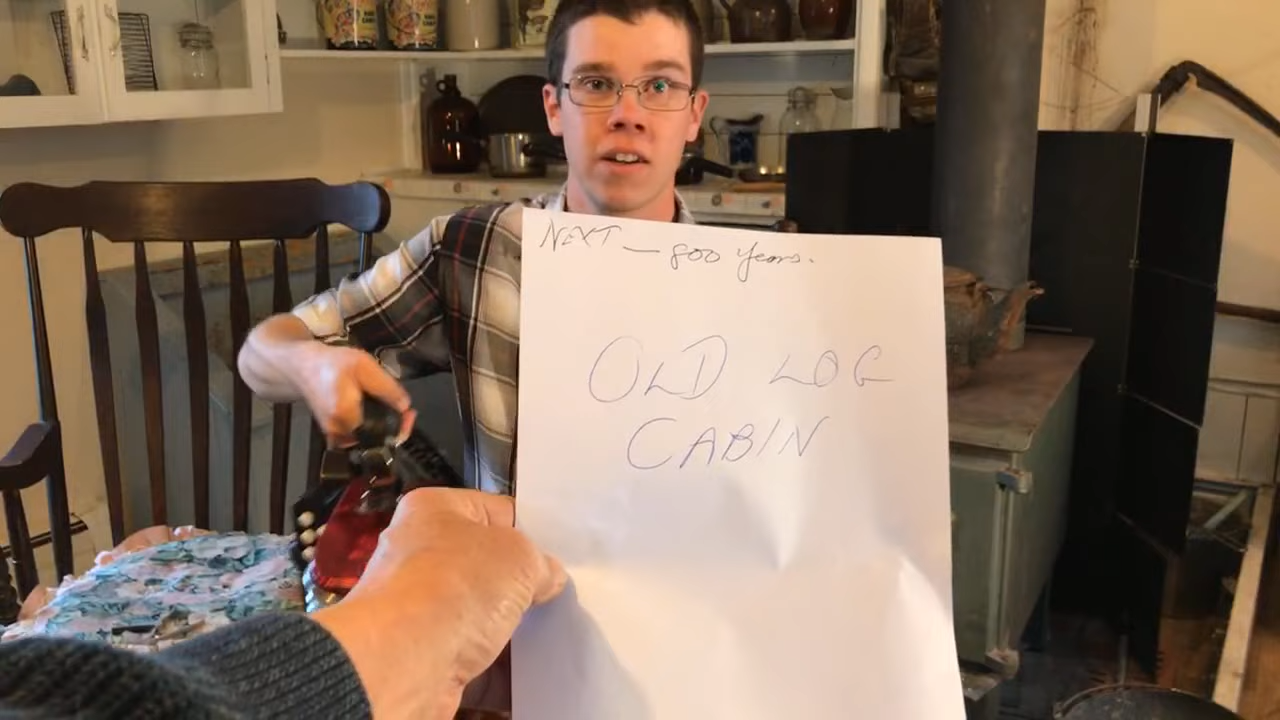 NEXT — 800 Years.
OLD LOG
CABIN